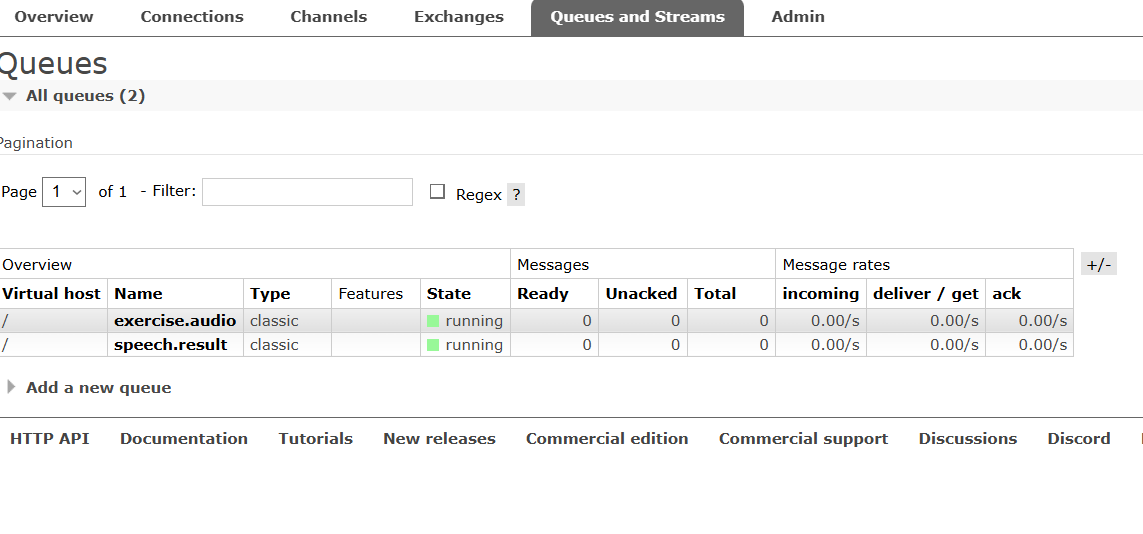 Overview Connections Channels Exchanges Queues and Streams Admin
Queues
All queues (2)
Pagination
Page 1 of 1 - Filter: Regex ?
Overview Messages Message rates +/-
Virtual host Name Type Features State Ready Unacked Total incoming deliver / get ack
/ exercise.audio classic running 0 0 0 0.00/s 0.00/s 0.00/s
/ speech.result classic running 0 0 0 0.00/s 0.00/s 0.00/s
Add a new queue
HTTP API Documentation Tutorials New releases Commercial edition Commercial support Discussions Discord